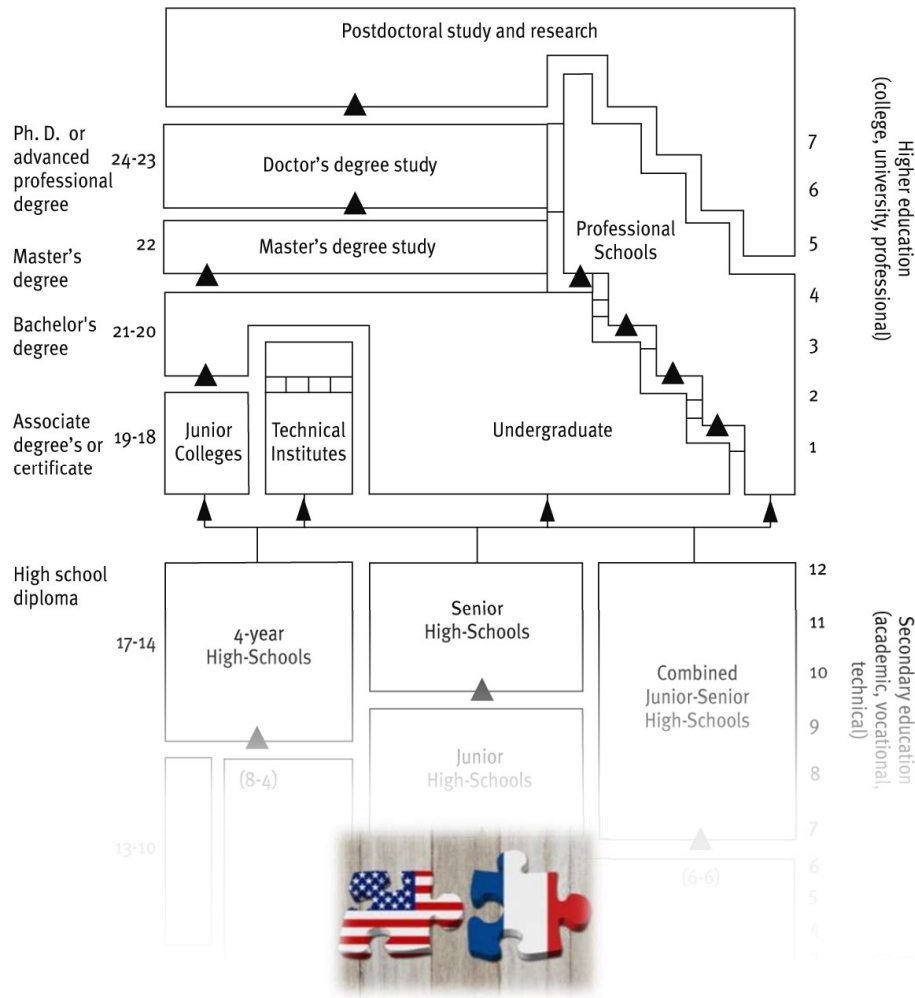 Postdoctoral study and research
Ph. D. or
advanced
professional
degree
24-23
Doctor's degree study
7
6
Higher education
(college, university, professional)
Master's
degree
22
Master's degree study
Professional
Schools
5
4
Bachelor's
degree
21-20
3
2
Associate
degree's or
certificate
19-18
Junior
Colleges
Technical
Institutes
Undergraduate
1
High school
diploma
17-14
4-year
High-Schools
Senior
High-Schools
Combined
Junior-Senior
High-Schools
12
11
10
9
8
7
Secondary education
(academic, vocational,
technical)
(8-4)
Junior
High-Schools
13-10
(6-6)
6
5
4